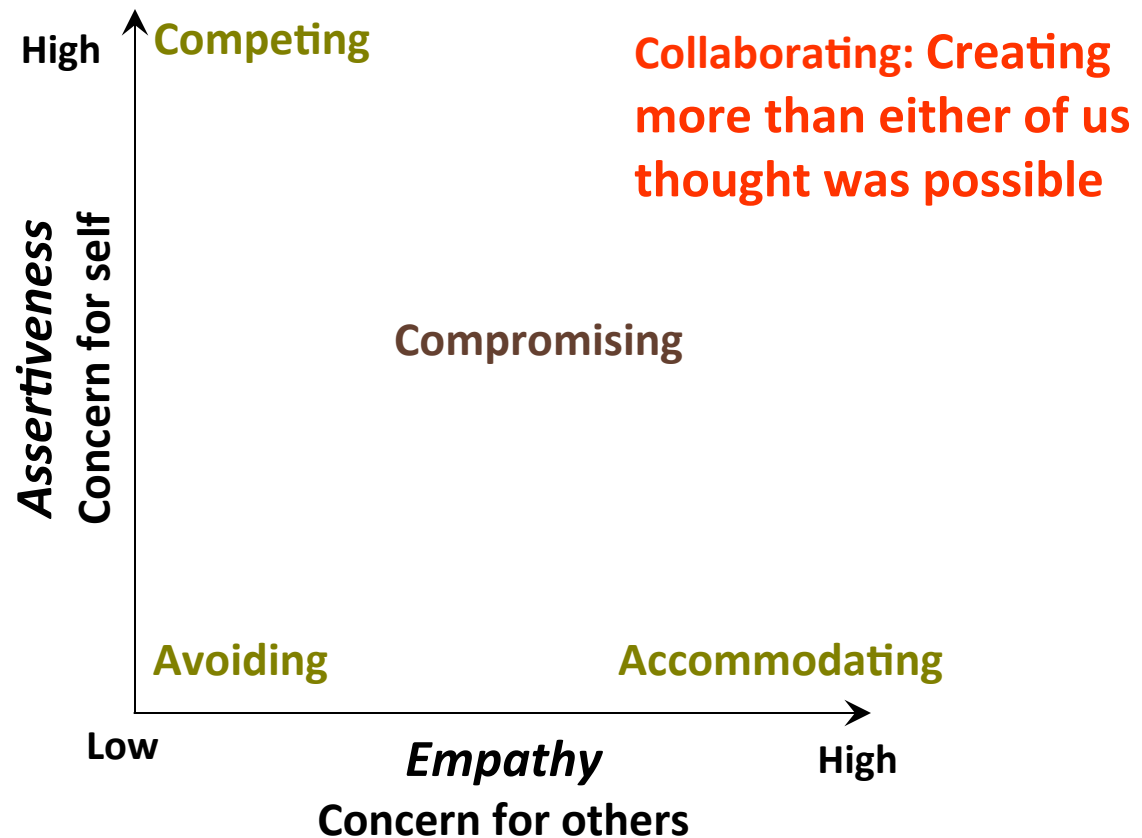 High
Competing
Collaborating: Creating
more than either of us
thought was possible
Assertiveness
Concern for self
Compromising
Avoiding
Accommodating
Low
Empathy
High
Concern for others